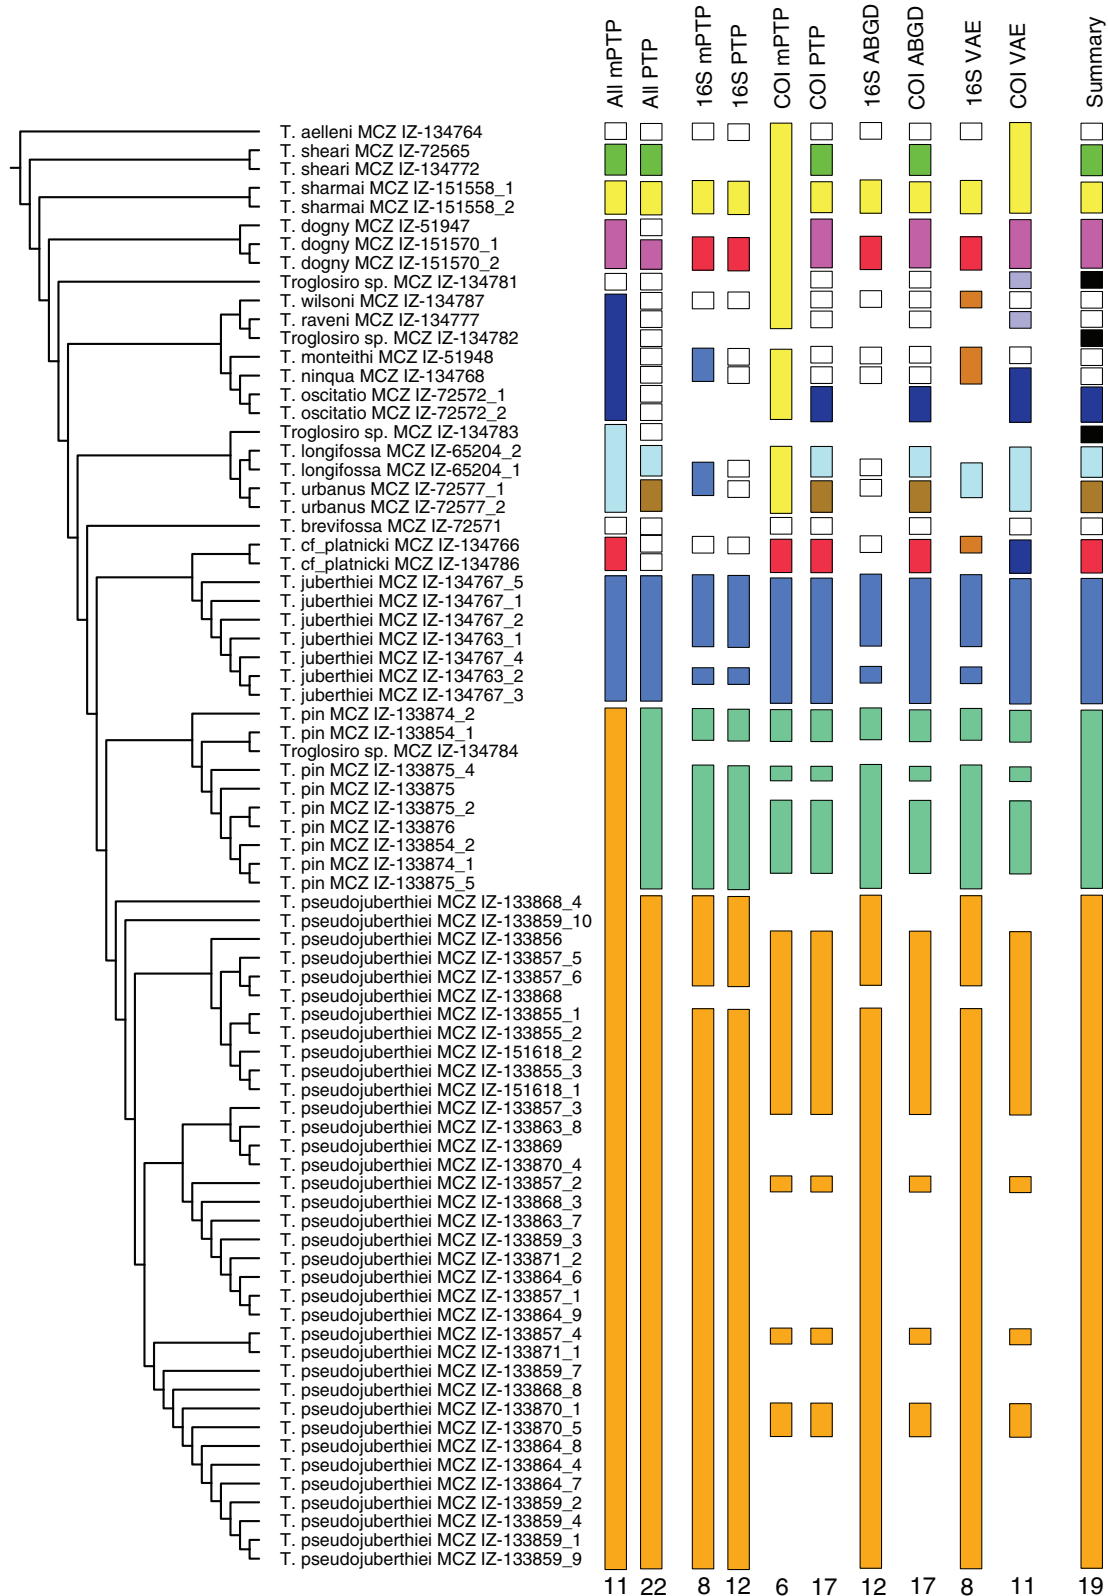 All mPTP
All PTP
16S mPTP
16S PTP
COI mPTP
COI PTP
16S ABGD
COI ABGD
16S VAE
COI VAE
Summary
T. aelleni MCZ IZ-134764
T. sheari MCZ IZ-72565
T. sheari MCZ IZ-134772
T. sharmai MCZ IZ-151558_1
T. sharmai MCZ IZ-151558_2
T. dogny MCZ IZ-51947
T. dogny MCZ IZ-151570_1
T. dogny MCZ IZ-151570_2
Troglosiro sp. MCZ IZ-134781
T. wilsoni MCZ IZ-134787
T. raveni MCZ IZ-134777
Troglosiro sp. MCZ IZ-134782
T. monteithi MCZ IZ-51948
T. ninqua MCZ IZ-134768
T. oscitatio MCZ IZ-72572_1
T. oscitatio MCZ IZ-72572_2
Troglosiro sp. MCZ IZ-134783
T. longifossa MCZ IZ-65204_2
T. longifossa MCZ IZ-65204_1
T. urbanus MCZ IZ-72577_1
T. urbanus MCZ IZ-72577_2
T. brevifossa MCZ IZ-72571
T. cf_platnicki MCZ IZ-134766
T. cf_platnicki MCZ IZ-134786
T. juberthiei MCZ IZ-134767_5
T. juberthiei MCZ IZ-134767_1
T. juberthiei MCZ IZ-134767_2
T. juberthiei MCZ IZ-134763_1
T. juberthiei MCZ IZ-134767_4
T. juberthiei MCZ IZ-134763_2
T. juberthiei MCZ IZ-134767_3
T. pin MCZ IZ-133874_2
T. pin MCZ IZ-133854_1
Troglosiro sp. MCZ IZ-134784
T. pin MCZ IZ-133875_4
T. pin MCZ IZ-133875
T. pin MCZ IZ-133875_2
T. pin MCZ IZ-133876
T. pin MCZ IZ-133854_2
T. pin MCZ IZ-133874_1
T. pin MCZ IZ-133875_5
T. pseudojuberthiei MCZ IZ-133868_4
T. pseudojuberthiei MCZ IZ-133859_10
T. pseudojuberthiei MCZ IZ-133856
T. pseudojuberthiei MCZ IZ-133857_5
T. pseudojuberthiei MCZ IZ-133857_6
T. pseudojuberthiei MCZ IZ-133868
T. pseudojuberthiei MCZ IZ-133855_1
T. pseudojuberthiei MCZ IZ-133855_2
T. pseudojuberthiei MCZ IZ-151618_2
T. pseudojuberthiei MCZ IZ-133855_3
T. pseudojuberthiei MCZ IZ-151618_1
T. pseudojuberthiei MCZ IZ-133857_3
T. pseudojuberthiei MCZ IZ-133863_8
T. pseudojuberthiei MCZ IZ-133869
T. pseudojuberthiei MCZ IZ-133870_4
T. pseudojuberthiei MCZ IZ-133857_2
T. pseudojuberthiei MCZ IZ-133868_3
T. pseudojuberthiei MCZ IZ-133863_7
T. pseudojuberthiei MCZ IZ-133859_3
T. pseudojuberthiei MCZ IZ-133871_2
T. pseudojuberthiei MCZ IZ-133864_6
T. pseudojuberthiei MCZ IZ-133857_1
T. pseudojuberthiei MCZ IZ-133864_9
T. pseudojuberthiei MCZ IZ-133857_4
T. pseudojuberthiei MCZ IZ-133871_1
T. pseudojuberthiei MCZ IZ-133859_7
T. pseudojuberthiei MCZ IZ-133868_8
T. pseudojuberthiei MCZ IZ-133870_1
T. pseudojuberthiei MCZ IZ-133870_5
T. pseudojuberthiei MCZ IZ-133864_8
T. pseudojuberthiei MCZ IZ-133864_4
T. pseudojuberthiei MCZ IZ-133864_7
T. pseudojuberthiei MCZ IZ-133859_2
T. pseudojuberthiei MCZ IZ-133859_4
T. pseudojuberthiei MCZ IZ-133859_1
T. pseudojuberthiei MCZ IZ-133859_9
11 22 8 12 6 17 12 17 8 11 19